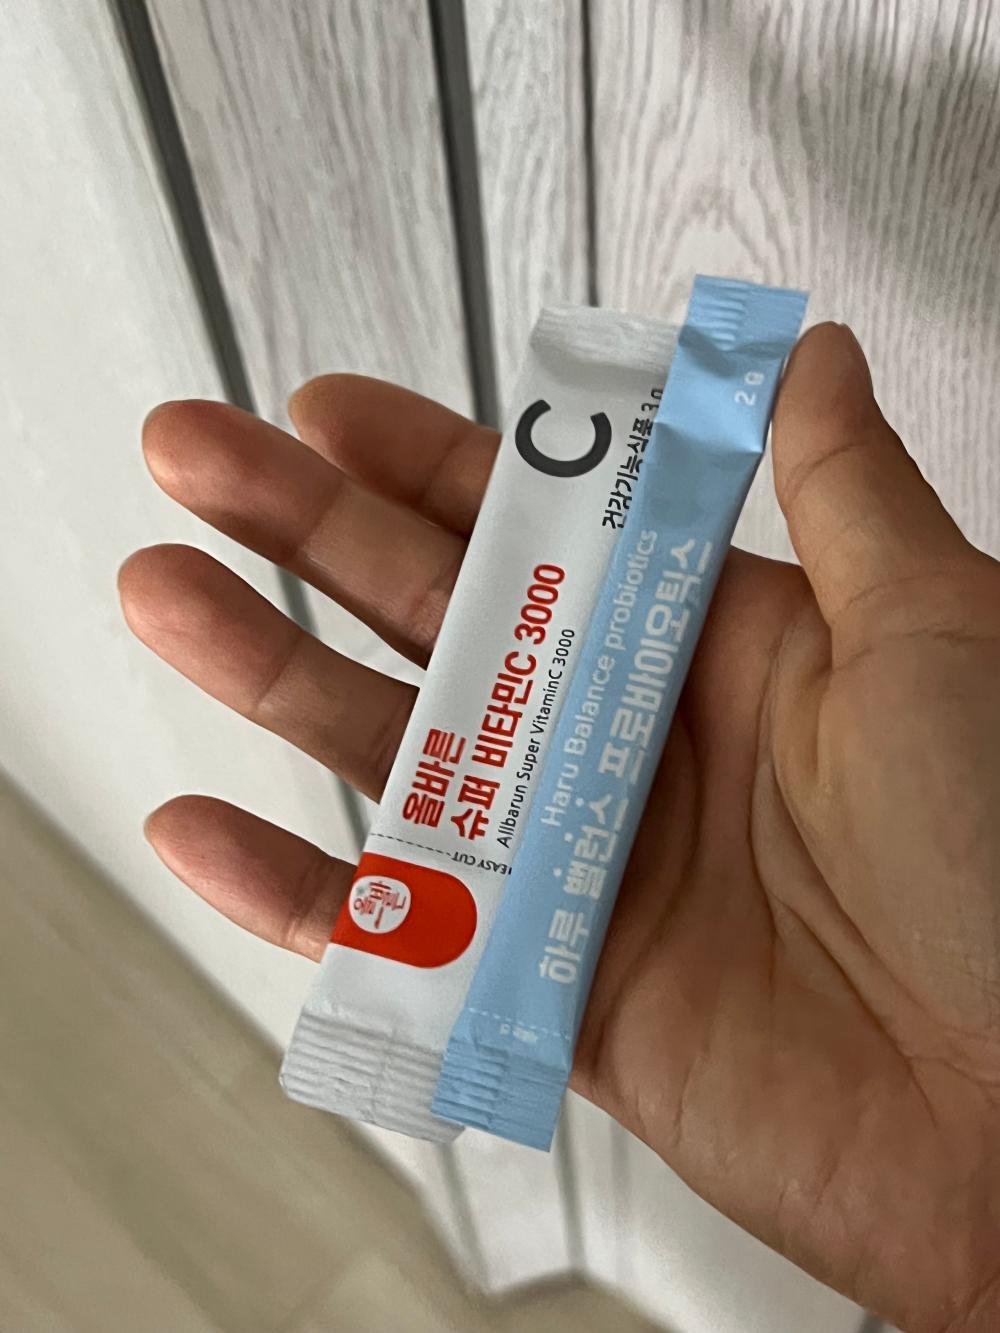 C
건강기능식품 3g
올바른
슈퍼 비타민C 3000
Allbarun Super VitaminC 3000
EASY CUT
올바른
2 g
Haru Balance probiotics
하루 밸런스 프로바이오틱스